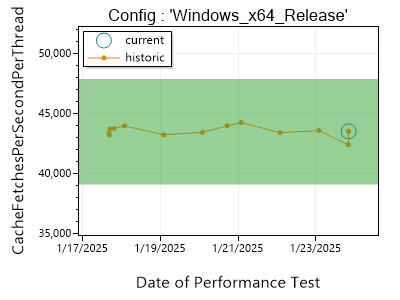 Config : 'Windows_x64_Release'
current
historic
CacheFetchesPerSecondPerThread
50,000
45,000
40,000
35,000
1/17/2025
1/19/2025
1/21/2025
1/23/2025
Date of Performance Test